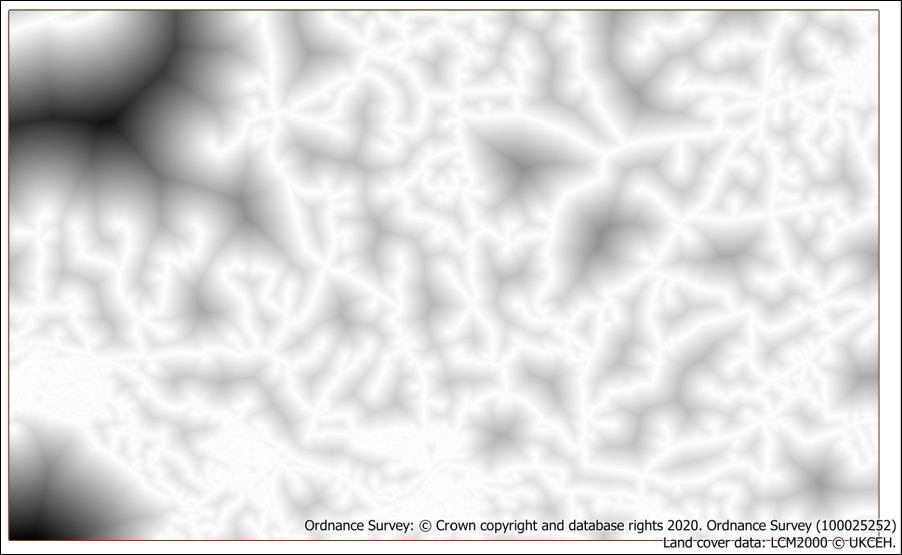 Ordnance Survey: © Crown copyright and database rights 2020. Ordnance Survey (100025252)
Land cover data: LCM2000 © UKCEH.